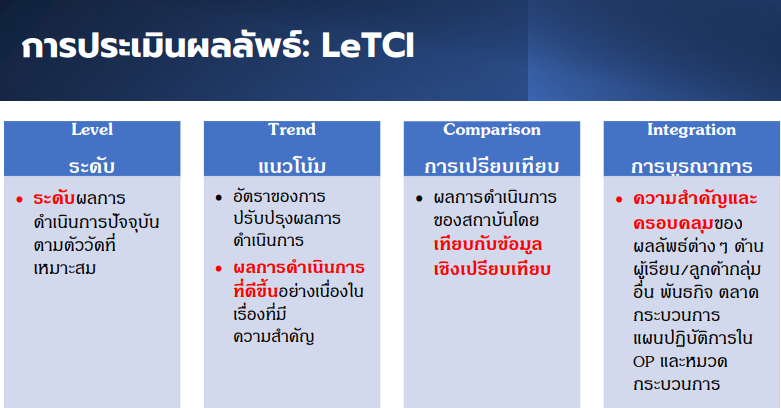 การประเมินผลลัพธ์: LeTCI
Level
ระดับ
• ระดับผลการ
ดำเนินการปัจจุบัน
ตามตัววัดที่
เหมาะสม
Trend
แนวโน้ม
• อัตราของการ
ปรับปรุงผลการ
ดำเนินการ
• ผลการดำเนินการ
ที่ดีขึ้นอย่างเนื่องใน
เรื่องที่มี
ความสำคัญ
Comparison
การเปรียบเทียบ
• ผลการดำเนินการ
ของสถาบันโดย
เทียบกับข้อมูล
เชิงเปรียบเทียบ
Integration
การบูรณาการ
• ความสำคัญและ
ครอบคลุมของ
ผลลัพธ์ต่างๆ ด้าน
ผู้เรียน/ลูกค้ากลุ่ม
อื่น พันธกิจ ตลาด
กระบวนการ
แผนปฏิบัติการใน
OP และหมวด
กระบวนการ